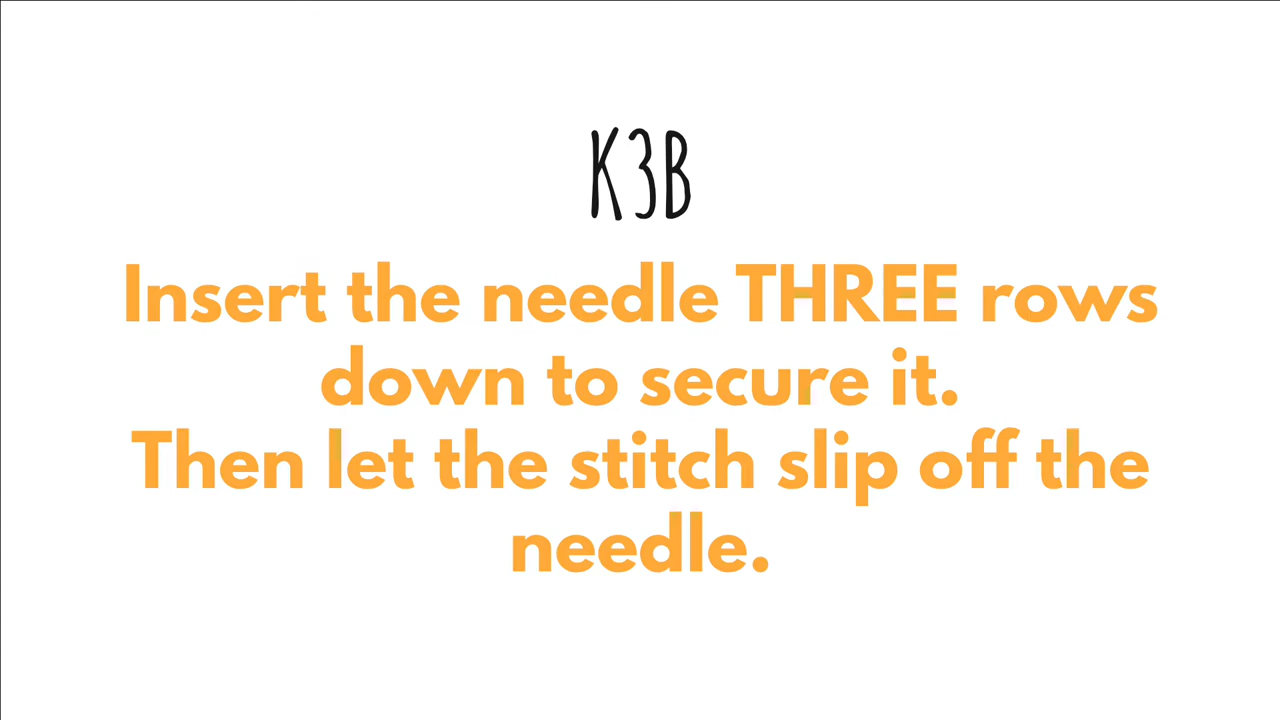 K3B
Insert the needle THREE rows
down to secure it.
Then let the stitch slip off the
needle.